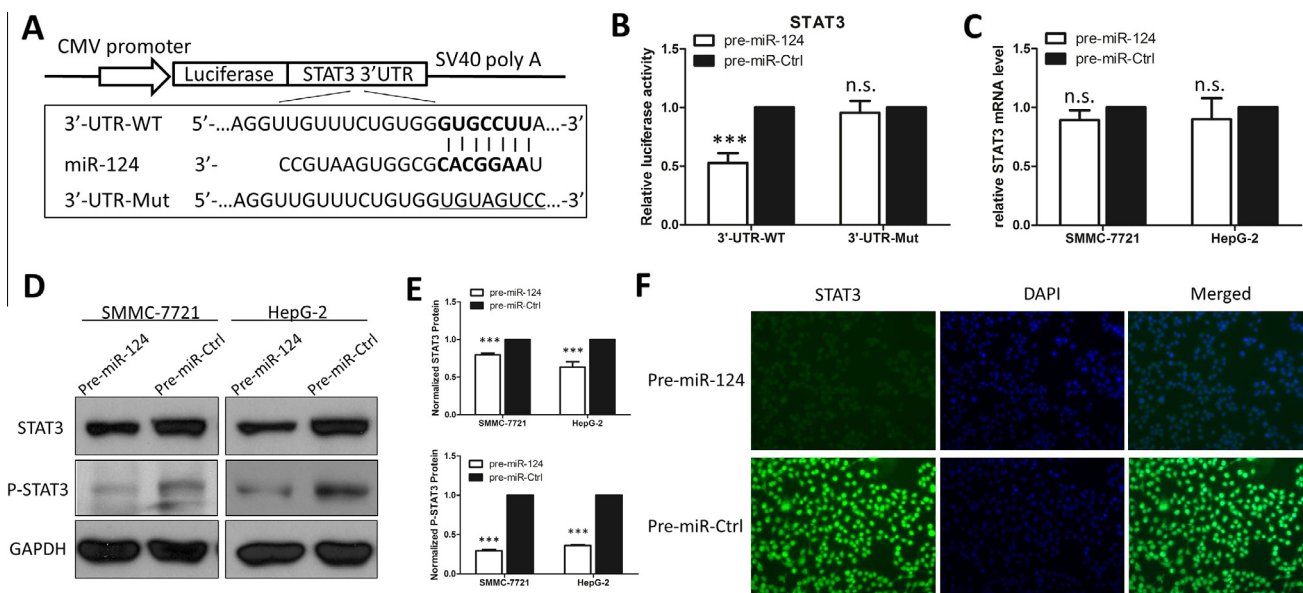 A
CMV promoter
Luciferase
STAT3 3’UTR
SV40 poly A
3’-UTR-WT 5’-...AGGUUGUUUCUGUGGGUGCCUUA...-3’
miR-124 3’- CCGUAAGUGGCGCACGGAAU
3’-UTR-Mut 5’-...AGGUUGUUUCUGUGGUGUAGUCC...-3’
B
STAT3
pre-miR-124
pre-miR-Ctrl
Relative luciferase activity
1.5
1.0
0.5
0.0
***
n.s.
3'-UTR-WT
3'-UTR-Mut
C
pre-miR-124
pre-miR-Ctrl
relative STAT3 mRNA level
1.5
1.0
0.5
0.0
n.s.
n.s.
SMMC-7721
HepG-2
D
SMMC-7721
HepG-2
Pre-miR-124
Pre-miR-Ctrl
Pre-miR-124
Pre-miR-Ctrl
STAT3
P-STAT3
GAPDH
E
pre-miR-124
pre-miR-Ctrl
Normalized STAT3 Protein
1.5
1.0
0.5
0.0
***
***
SMMC-7721
HepG-2
pre-miR-124
pre-miR-Ctrl
Normalized P-STAT3 Protein
1.5
1.0
0.5
0.0
***
***
SMMC-7721
HepG-2
F
STAT3
DAPI
Merged
Pre-miR-124
Pre-miR-Ctrl